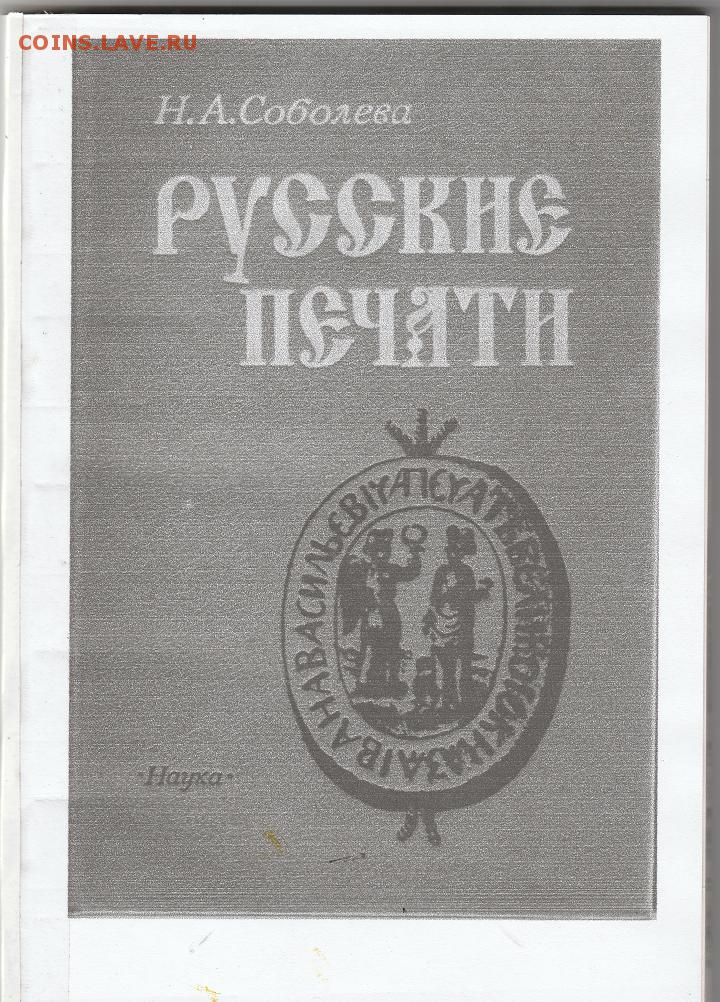 COINS.LAVE.RU
Н.А.Соболева
РУССКИЕ
ПЕЧАТИ
·Наука·